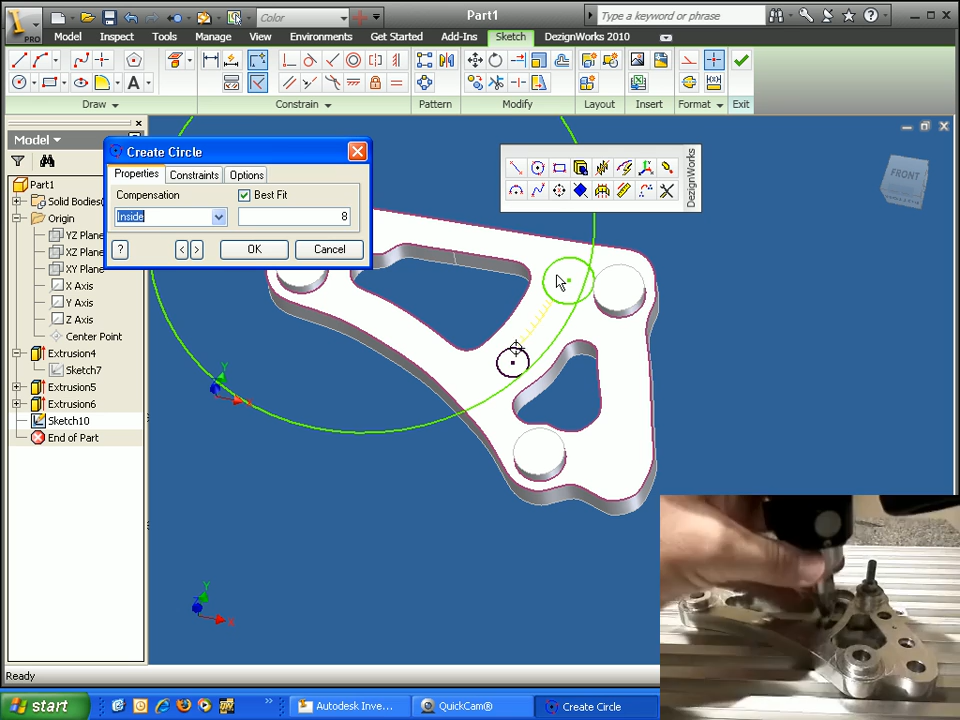 Color
Part1
Type a keyword or phrase
PRO
Model
Inspect
Tools
Manage
View
Environments
Get Started
Add-Ins
Sketch
DezignWorks 2010
A
Draw
Constrain
Pattern
Modify
Layout
Insert
Format
Exit
Model
Part1
Solid Bodies(
Origin
YZ Plane
XZ Plane
XY Plane
X Axis
Y Axis
Z Axis
Center Point
Extrusion4
Sketch7
Extrusion5
Extrusion6
Sketch10
End of Part
Create Circle
Properties
Constraints
Options
Compensation
Best Fit
Inside
8
?
<
>
OK
Cancel
DezignWorks
FRONT
Y
X
Y
X
Ready
start
Autodesk Inve...
QuickCam®
Create Circle